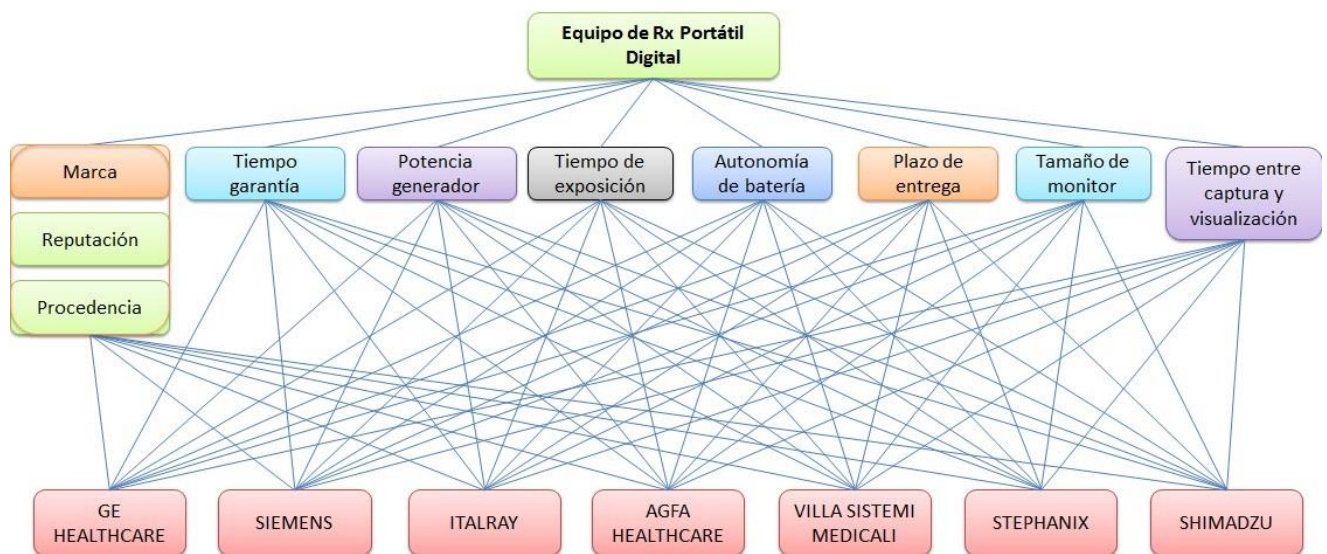 Equipo de Rx Portátil
Digital
Marca
Reputación
Procedencia
Tiempo
garantía
Potencia
generador
Tiempo de
exposición
Autonomía
de batería
Plazo de
entrega
Tamaño de
monitor
Tiempo entre
captura y
visualización
GE
HEALTHCARE
SIEMENS
ITALRAY
AGFA
HEALTHCARE
VILLA SISTEMI
MEDICALI
STEPHANIX
SHIMADZU